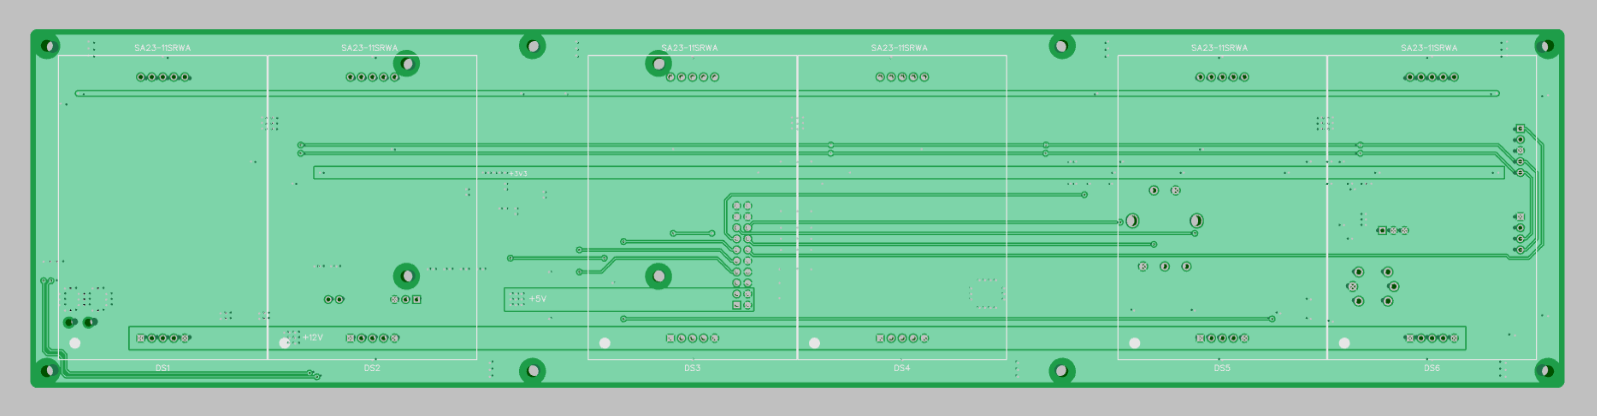 SA23-11SRWA SA23-11SRWA SA23-11SRWA SA23-11SRWA SA23-11SRWA SA23-11SRWA
+3V3
+5V
+12V
DS1 DS2 DS3 DS4 DS5 DS6